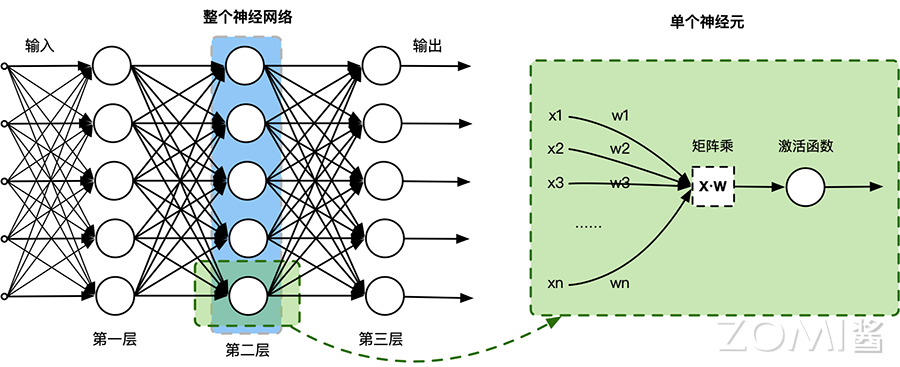 整个神经网络
单个神经元
输入
输出
x1
w1
x2
w2
x3
w3
......
xn
wn
矩阵乘
X·W
激活函数
第一层
第二层
第三层
ZOMI酱